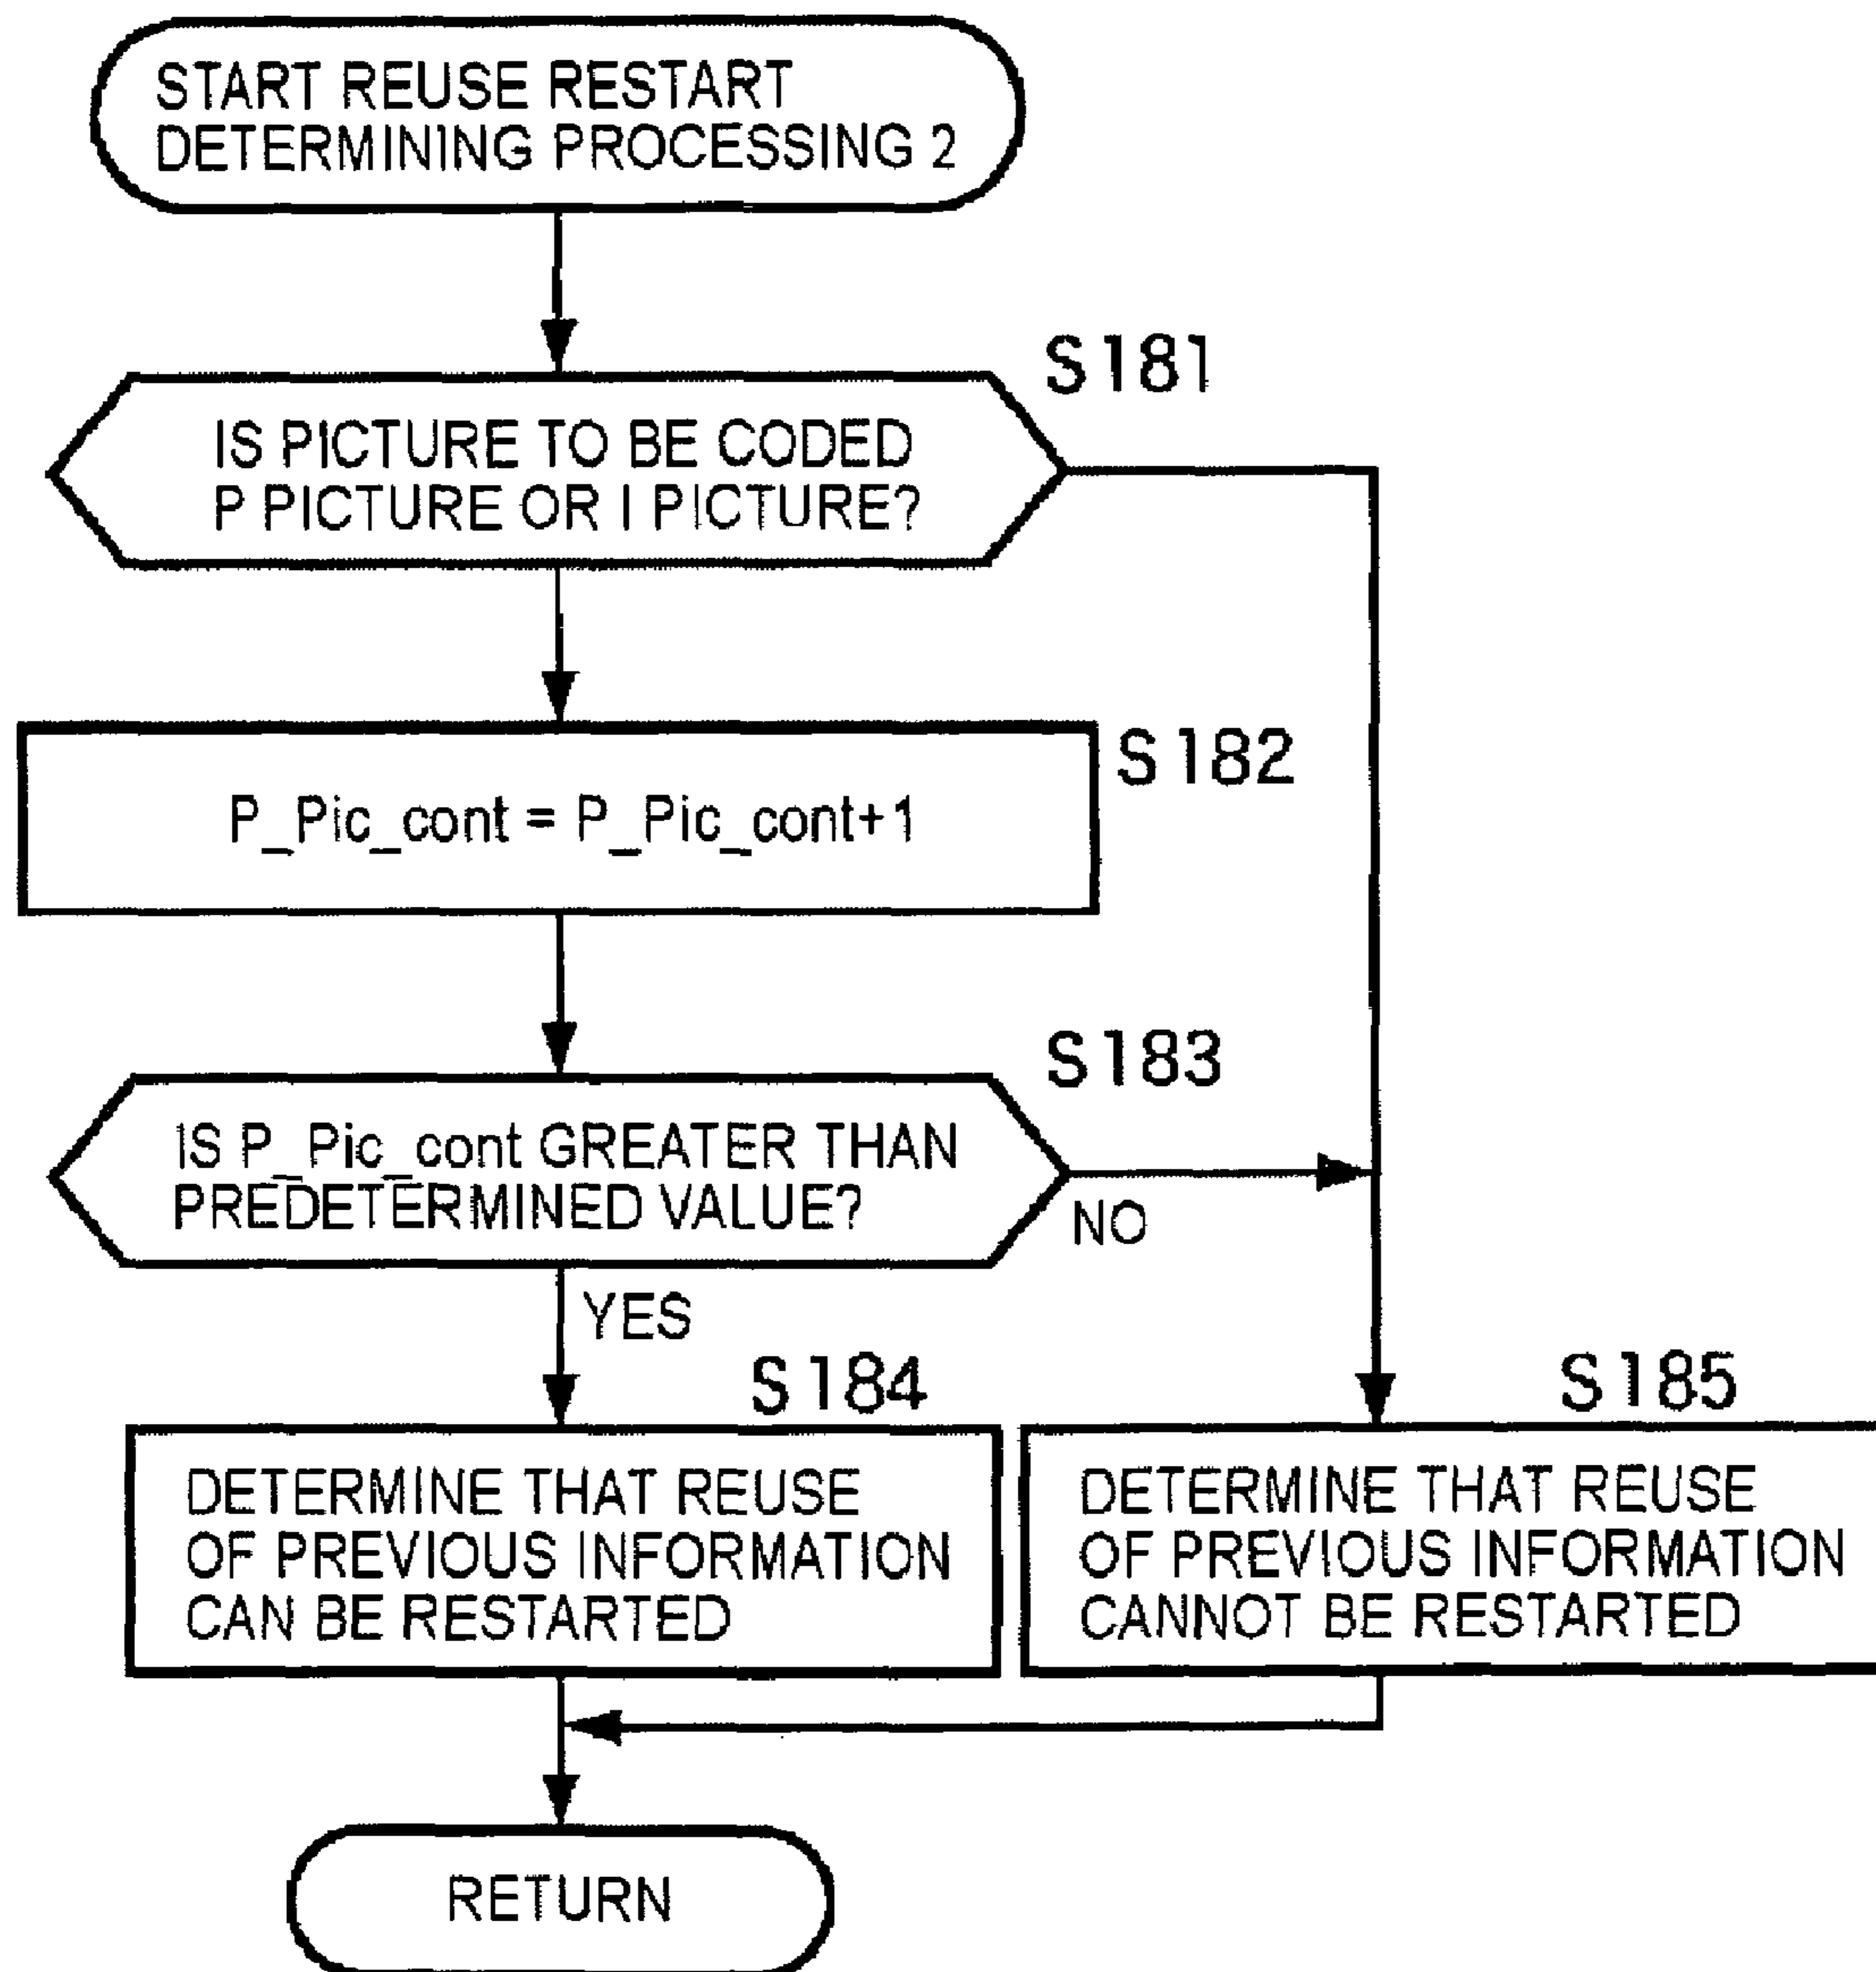 START REUSE RESTART
DETERMINING PROCESSING 2
S181
IS PICTURE TO BE CODED
P PICTURE OR I PICTURE?
S182
P_Pic_cont = P_Pic_cont+1
S183
IS P_Pic_cont GREATER THAN
PREDETERMINED VALUE?
NO
YES
S184
DETERMINE THAT REUSE
OF PREVIOUS INFORMATION
CAN BE RESTARTED
S185
DETERMINE THAT REUSE
OF PREVIOUS INFORMATION
CANNOT BE RESTARTED
RETURN